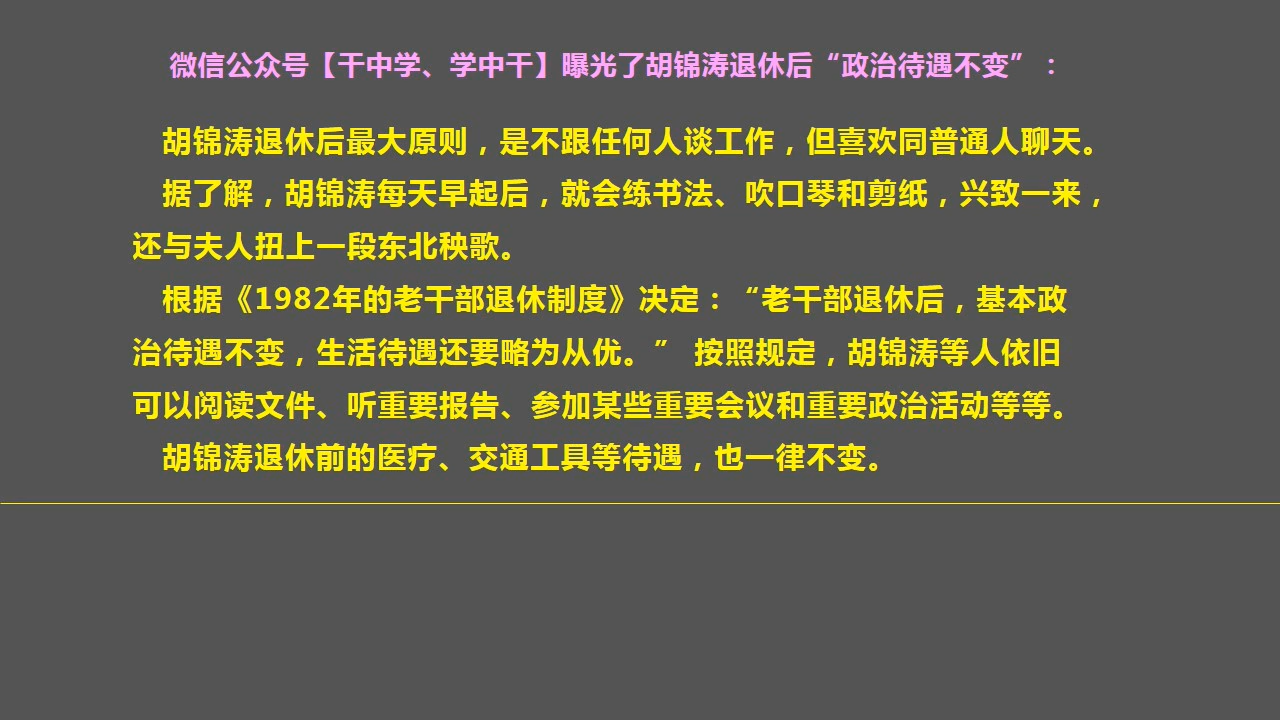 微信公众号【干中学、学中干】曝光了胡锦涛退休后“政治待遇不变”：
胡锦涛退休后最大原则，是不跟任何人谈工作，但喜欢同普通人聊天。
据了解，胡锦涛每天早起后，就会练书法、吹口琴和剪纸，兴致一来，
还与夫人扭上一段东北秧歌。
根据《1982年的老干部退休制度》决定：“老干部退休后，基本政
治待遇不变，生活待遇还要略为从优。” 按照规定，胡锦涛等人依旧
可以阅读文件、听重要报告、参加某些重要会议和重要政治活动等等。
胡锦涛退休前的医疗、交通工具等待遇，也一律不变。